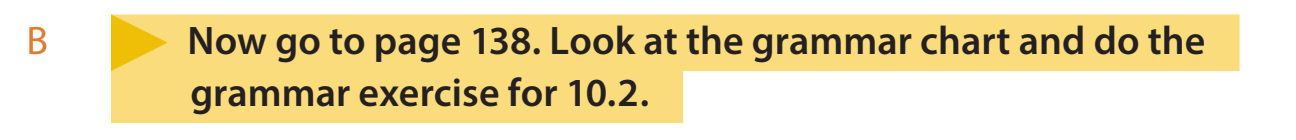 B Now go to page 138. Look at the grammar chart and do the
grammar exercise for 10.2.